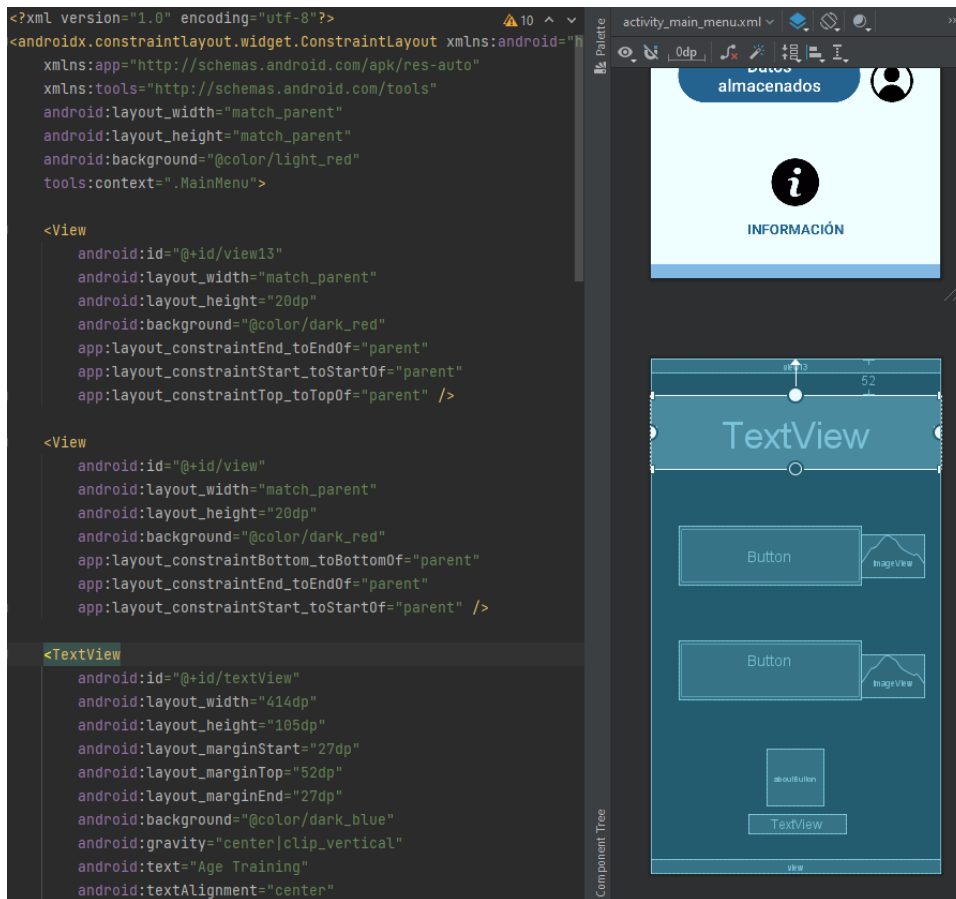 <?xml version="1.0" encoding="utf-8"?>
10
<androidx.constraintlayout.widget.ConstraintLayout xmlns:android="h
xmlns:app="http://schemas.android.com/apk/res-auto"
xmlns:tools="http://schemas.android.com/tools"
android:layout_width="match_parent"
android:layout_height="match_parent"
android:background="@color/light_red"
tools:context=".MainMenu">
<View
android:id="@+id/view13"
android:layout_width="match_parent"
android:layout_height="20dp"
android:background="@color/dark_red"
app:layout_constraintEnd_toEndOf="parent"
app:layout_constraintStart_toStartOf="parent"
app:layout_constraintTop_toTopOf="parent" />
<View
android:id="@+id/view"
android:layout_width="match_parent"
android:layout_height="20dp"
android:background="@color/dark_red"
app:layout_constraintBottom_toBottomOf="parent"
app:layout_constraintEnd_toEndOf="parent"
app:layout_constraintStart_toStartOf="parent" />
<TextView
android:id="@+id/textView"
android:layout_width="414dp"
android:layout_height="105dp"
android:layout_marginStart="27dp"
android:layout_marginTop="52dp"
android:layout_marginEnd="27dp"
android:background="@color/dark_blue"
android:gravity="center|clip_vertical"
android:text="Age Training"
android:textAlignment="center"
Palette
Component Tree
activity_main_menu.xml
»
0dp
Datos
almacenados
i
INFORMACIÓN
view13
52
TextView
Button
ImageView
Button
ImageView
aboutButton
TextView
view